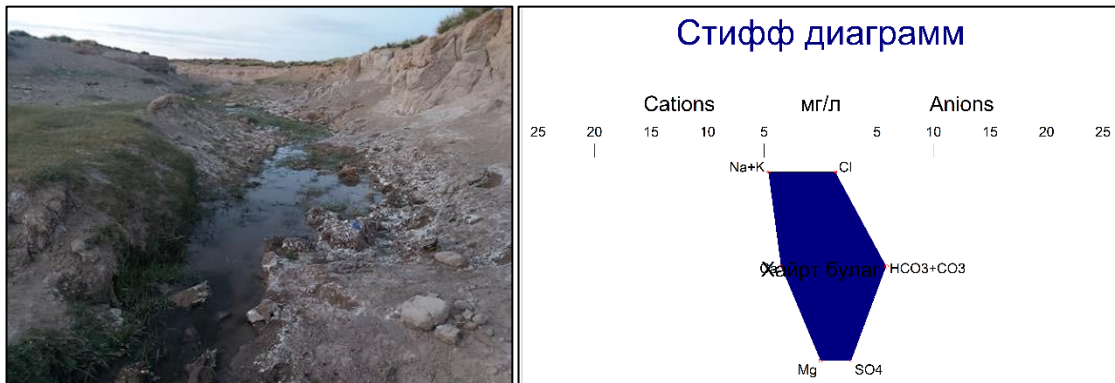 Стифф диаграмм
Cations мг/л Anions
25 20 15 10 5 5 10 15 20 25
Na+K Cl
Ca Хайрт булаг HCO3+CO3
Mg SO4